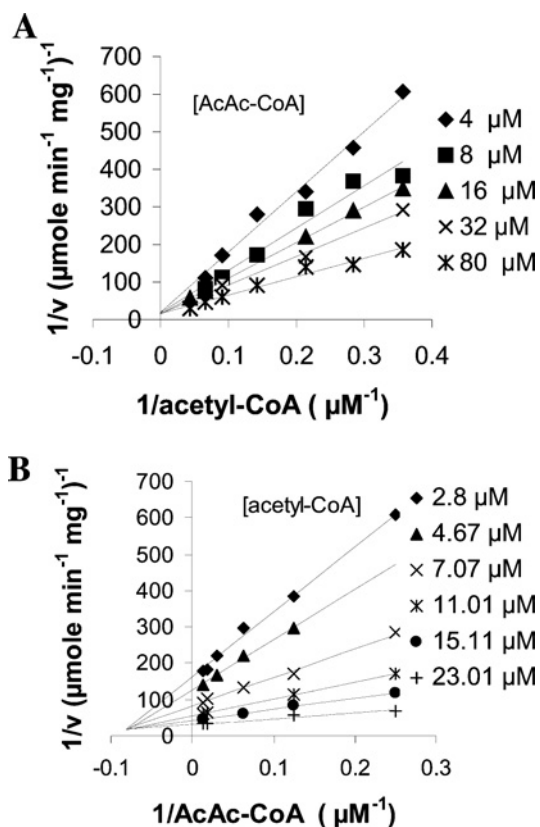 A
1/v (µmole min⁻¹ mg⁻¹)⁻¹
700
600
500
400
300
200
100
0
[AcAc-CoA]
4 µM
8 µM
16 µM
32 µM
80 µM
-0.1 0 0.1 0.2 0.3 0.4
1/acetyl-CoA ( µM⁻¹)
B
1/v (µmole min⁻¹ mg⁻¹)⁻¹
700
600
500
400
300
200
100
0
[acetyl-CoA]
2.8 µM
4.67 µM
7.07 µM
11.01 µM
15.11 µM
23.01 µM
-0.1 0 0.1 0.2 0.3
1/AcAc-CoA ( µM⁻¹)